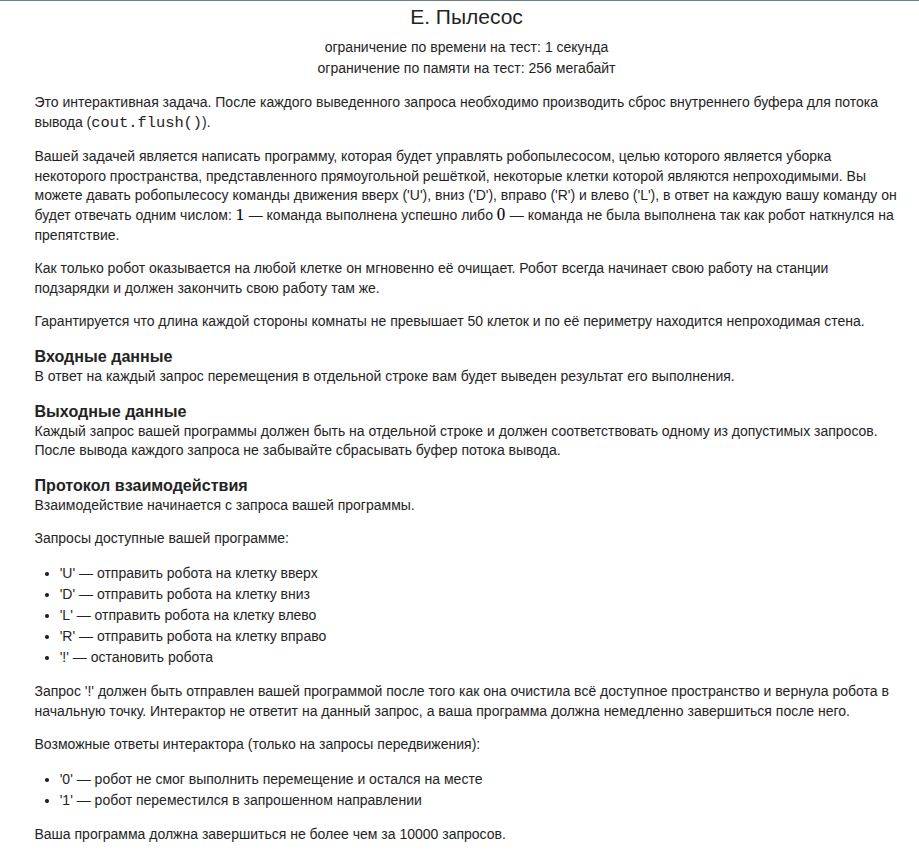 Е. Пылесос
ограничение по времени на тест: 1 секунда
ограничение по памяти на тест: 256 мегабайт
Это интерактивная задача. После каждого выведенного запроса необходимо производить сброс внутреннего буфера для потока
вывода (cout.flush()).
Вашей задачей является написать программу, которая будет управлять робопылесосом, целью которого является уборка
некоторого пространства, представленного прямоугольной решёткой, некоторые клетки которой являются непроходимыми. Вы
можете давать робопылесосу команды движения вверх ('U'), вниз ('D'), вправо ('R') и влево ('L'), в ответ на каждую вашу команду он
будет отвечать одним числом: 1 — команда выполнена успешно либо 0 — команда не была выполнена так как робот наткнулся на
препятствие.
Как только робот оказывается на любой клетке он мгновенно её очищает. Робот всегда начинает свою работу на станции
подзарядки и должен закончить свою работу там же.
Гарантируется что длина каждой стороны комнаты не превышает 50 клеток и по её периметру находится непроходимая стена.
Входные данные
В ответ на каждый запрос перемещения в отдельной строке вам будет выведен результат его выполнения.
Выходные данные
Каждый запрос вашей программы должен быть на отдельной строке и должен соответствовать одному из допустимых запросов.
После вывода каждого запроса не забывайте сбрасывать буфер потока вывода.
Протокол взаимодействия
Взаимодействие начинается с запроса вашей программы.
Запросы доступные вашей программе:
• 'U' — отправить робота на клетку вверх
• 'D' — отправить робота на клетку вниз
• 'L' — отправить робота на клетку влево
• 'R' — отправить робота на клетку вправо
• '!' — остановить робота
Запрос '!' должен быть отправлен вашей программой после того как она очистила всё доступное пространство и вернула робота в
начальную точку. Интерактор не ответит на данный запрос, а ваша программа должна немедленно завершиться после него.
Возможные ответы интерактора (только на запросы передвижения):
• '0' — робот не смог выполнить перемещение и остался на месте
• '1' — робот переместился в запрошенном направлении
Ваша программа должна завершиться не более чем за 10000 запросов.